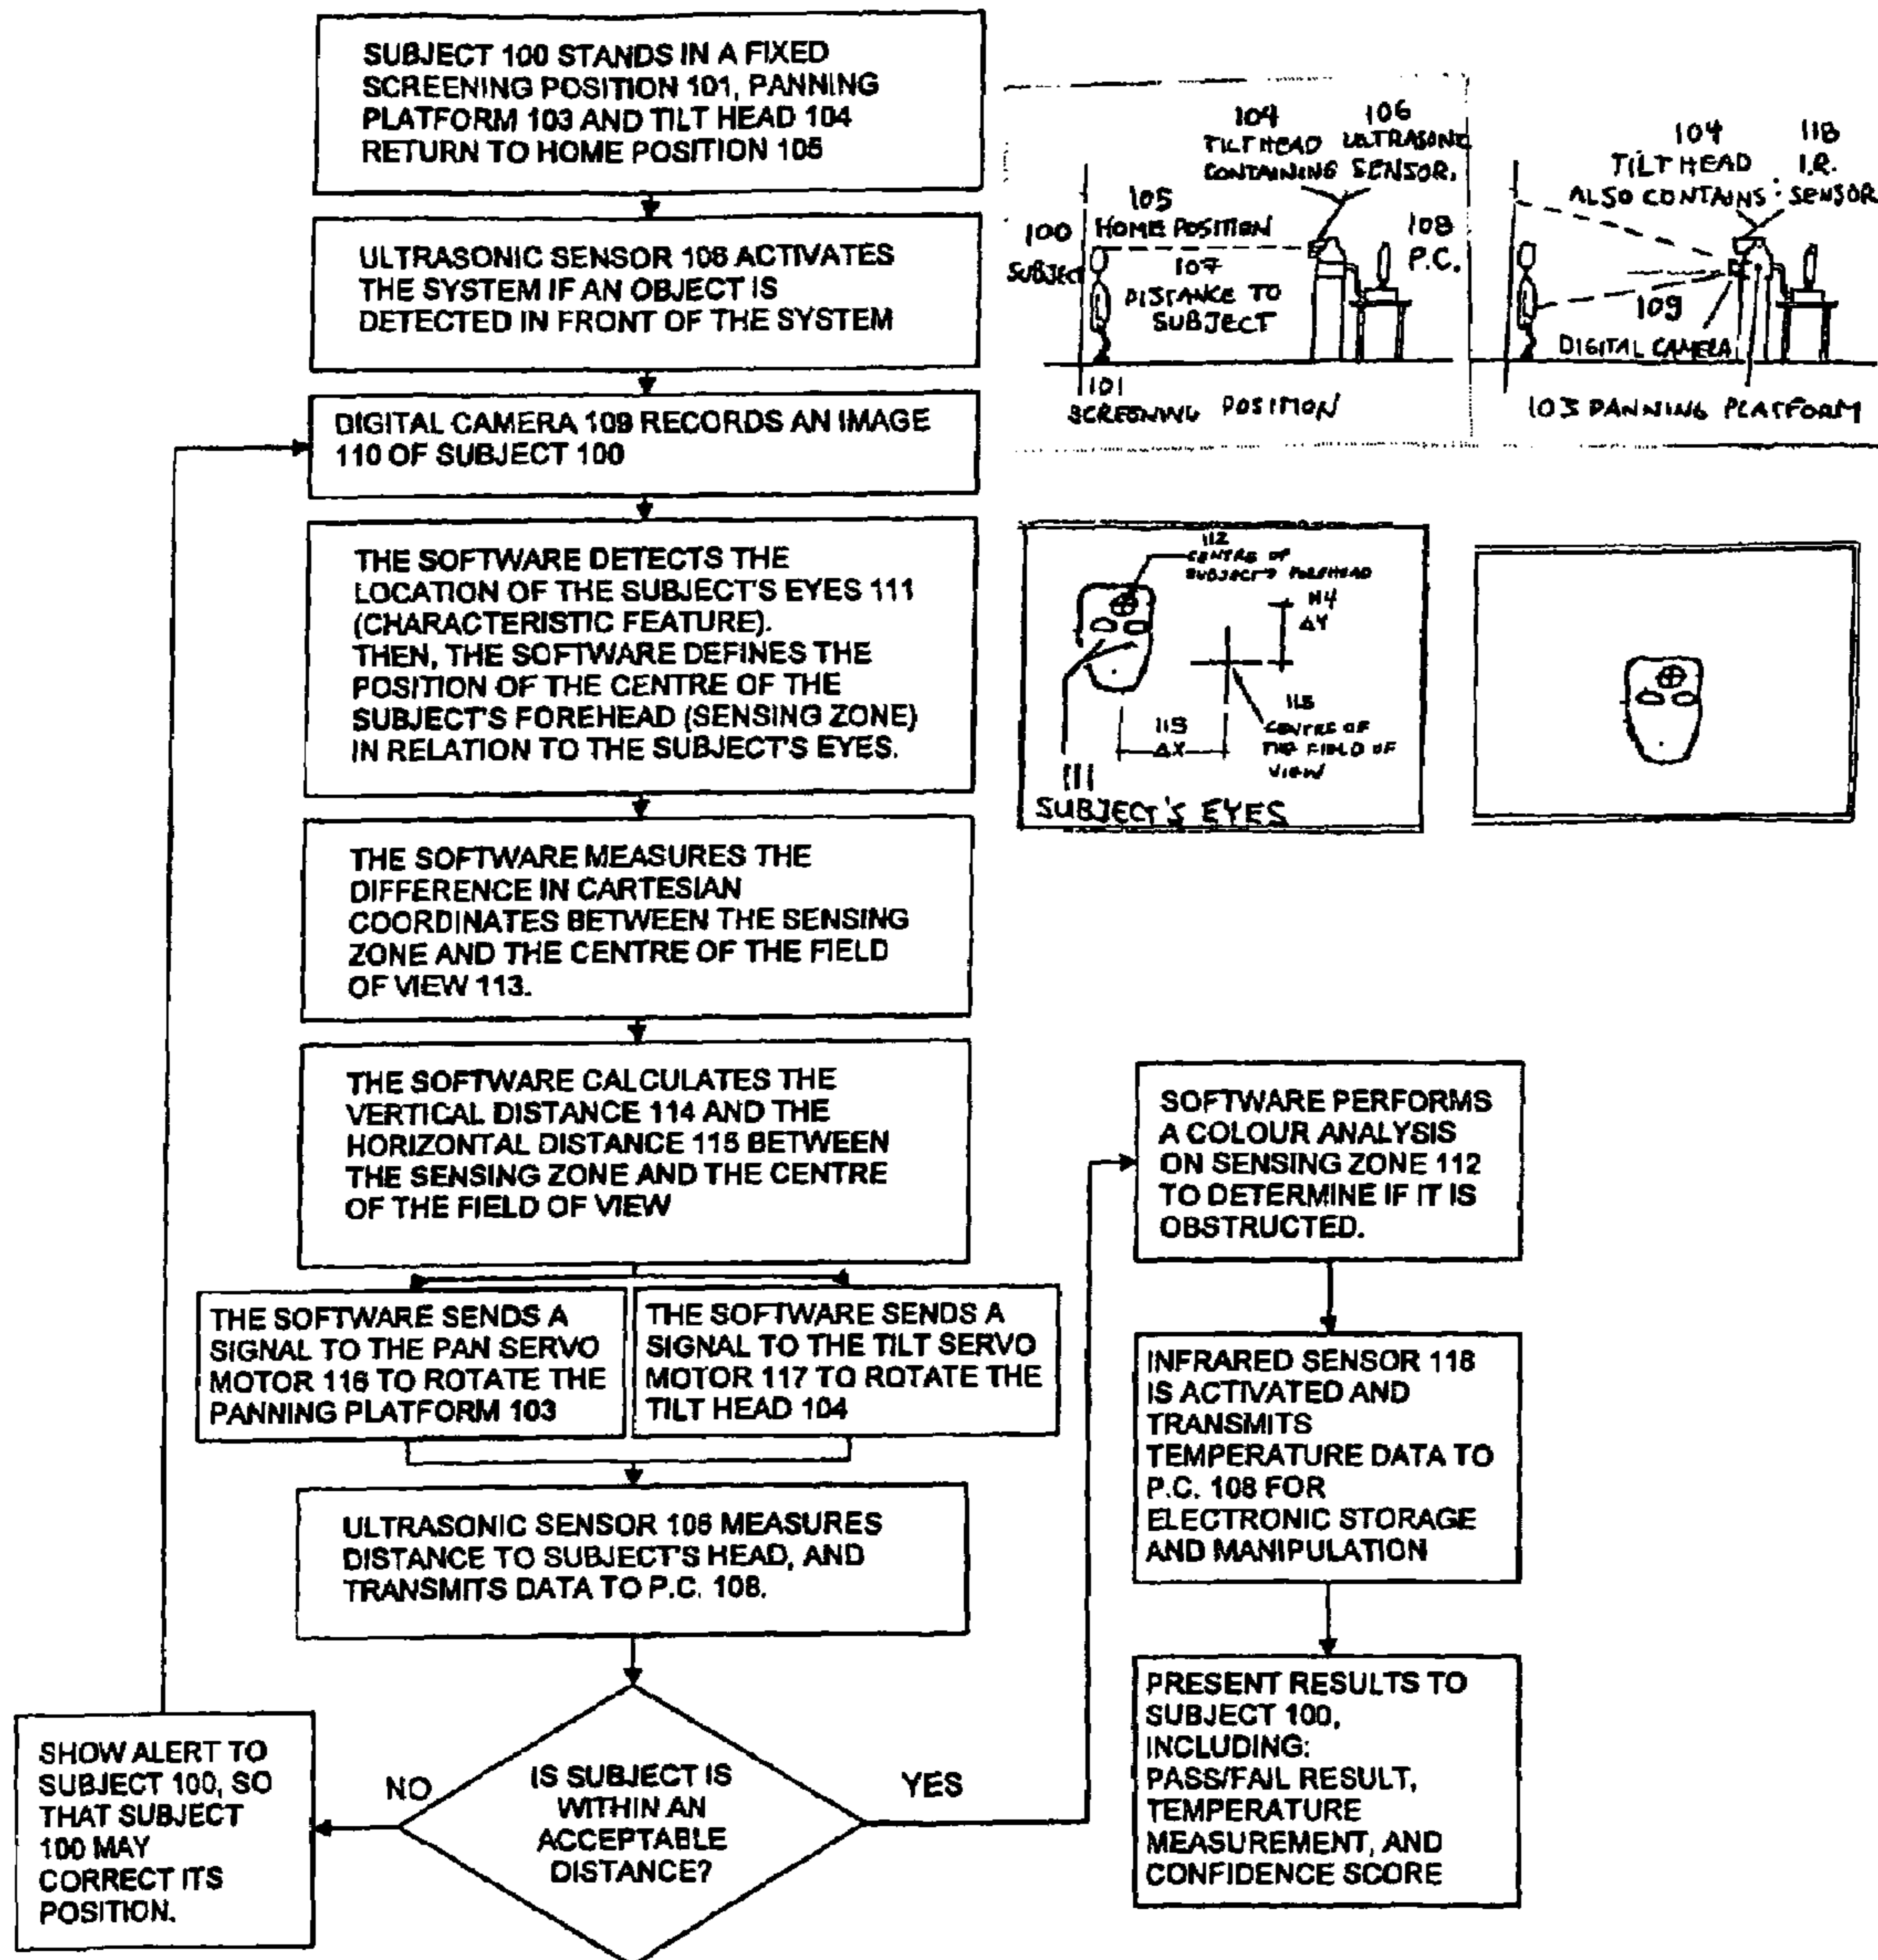 SUBJECT 100 STANDS IN A FIXED
SCREENING POSITION 101, PANNING
PLATFORM 103 AND TILT HEAD 104
RETURN TO HOME POSITION 105
ULTRASONIC SENSOR 106 ACTIVATES
THE SYSTEM IF AN OBJECT IS
DETECTED IN FRONT OF THE SYSTEM
DIGITAL CAMERA 109 RECORDS AN IMAGE
110 OF SUBJECT 100
THE SOFTWARE DETECTS THE
LOCATION OF THE SUBJECT'S EYES 111
(CHARACTERISTIC FEATURE).
THEN, THE SOFTWARE DEFINES THE
POSITION OF THE CENTRE OF THE
SUBJECT'S FOREHEAD (SENSING ZONE)
IN RELATION TO THE SUBJECT'S EYES.
THE SOFTWARE MEASURES THE
DIFFERENCE IN CARTESIAN
COORDINATES BETWEEN THE SENSING
ZONE AND THE CENTRE OF THE FIELD
OF VIEW 113.
THE SOFTWARE CALCULATES THE
VERTICAL DISTANCE 114 AND THE
HORIZONTAL DISTANCE 115 BETWEEN
THE SENSING ZONE AND THE CENTRE
OF THE FIELD OF VIEW
THE SOFTWARE SENDS A
SIGNAL TO THE PAN SERVO
MOTOR 116 TO ROTATE THE
PANNING PLATFORM 103
THE SOFTWARE SENDS A
SIGNAL TO THE TILT SERVO
MOTOR 117 TO ROTATE THE
TILT HEAD 104
ULTRASONIC SENSOR 106 MEASURES
DISTANCE TO SUBJECT'S HEAD, AND
TRANSMITS DATA TO P.C. 108.
IS SUBJECT IS
WITHIN AN
ACCEPTABLE
DISTANCE?
NO
YES
SHOW ALERT TO
SUBJECT 100, SO
THAT SUBJECT
100 MAY
CORRECT ITS
POSITION.
SOFTWARE PERFORMS
A COLOUR ANALYSIS
ON SENSING ZONE 112
TO DETERMINE IF IT IS
OBSTRUCTED.
INFRARED SENSOR 118
IS ACTIVATED AND
TRANSMITS
TEMPERATURE DATA TO
P.C. 108 FOR
ELECTRONIC STORAGE
AND MANIPULATION
PRESENT RESULTS TO
SUBJECT 100,
INCLUDING:
PASS/FAIL RESULT,
TEMPERATURE
MEASUREMENT, AND
CONFIDENCE SCORE
104 106
TILT HEAD ULTRASONIC
CONTAINING SENSOR.
105
HOME POSITION
100
SUBJECT
107
DISTANCE TO
SUBJECT
108
P.C.
101
SCREENING POSITION
104 118
TILT HEAD I.R.
ALSO CONTAINS: SENSOR
109
DIGITAL CAMERA
103 PANNING PLATFORM
112
CENTRE OF
SUBJECT'S FOREHEAD
114
ΔY
115
ΔX
113
CENTRE OF
THE FIELD OF
VIEW
111
SUBJECT'S EYES